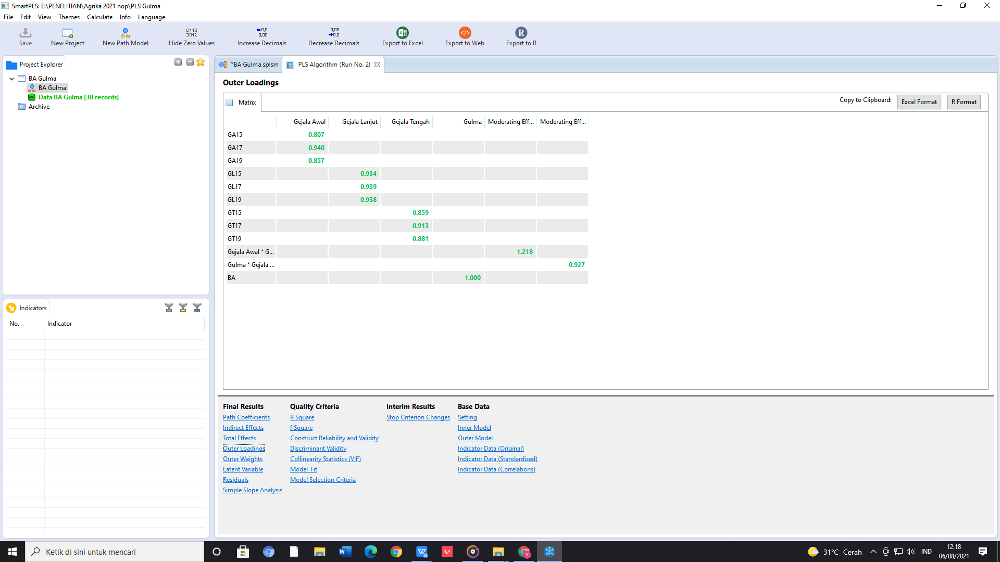 SmartPLS: E:\PENELITIAN\Agrika 2021 nop\PLS Gulma
File Edit View Themes Calculate Info Language
Save New Project New Path Model Hide Zero Values Increase Decimals Decrease Decimals Export to Excel Export to Web Export to R
Project Explorer
BA Gulma
BA Gulma
Data BA Gulma [30 records]
Archive
Indicators
No. Indicator
*BA Gulma.splsm PLS Algorithm (Run No. 2)
Outer Loadings
Matrix Copy to Clipboard: Excel Format R Format
Gejala Awal Gejala Lanjut Gejala Tengah Gulma Moderating Eff... Moderating Eff...
GA15 0.807
GA17 0.940
GA19 0.857
GL15 0.934
GL17 0.939
GL19 0.938
GT15 0.859
GT17 0.913
GT19 0.881
Gejala Awal * G... 1.218
Gulma * Gejala ... 0.927
BA 1.000
Final Results Quality Criteria Interim Results Base Data
Path Coefficients R Square Stop Criterion Changes Setting
Indirect Effects f Square Inner Model
Total Effects Construct Reliability and Validity Outer Model
Outer Loadings Discriminant Validity Indicator Data (Original)
Outer Weights Collinearity Statistics (VIF) Indicator Data (Standardized)
Latent Variable Model_Fit Indicator Data (Correlations)
Residuals Model Selection Criteria
Simple Slope Analysis
Ketik di sini untuk mencari 31°C Cerah IND 12.18
06/08/2021